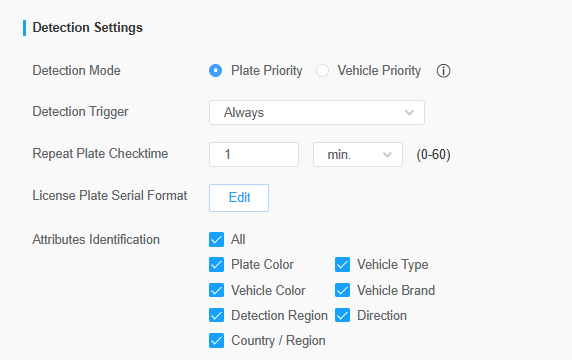 Detection Settings
Detection Mode Plate Priority Vehicle Priority
Detection Trigger Always
Repeat Plate Checktime 1 min. (0-60)
License Plate Serial Format Edit
Attributes Identification All
Plate Color Vehicle Type
Vehicle Color Vehicle Brand
Detection Region Direction
Country / Region